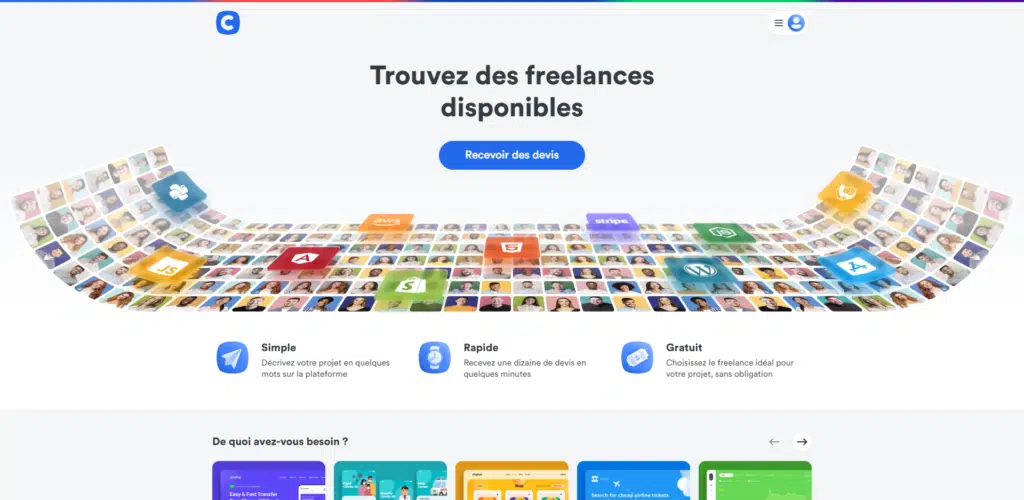 C
Trouvez des freelances
disponibles
Recevoir des devis
aws
stripe
JS
Simple
Décrivez votre projet en quelques
mots sur la plateforme
Rapide
Recevez une dizaine de devis en
quelques minutes
Gratuit
Choisissez le freelance idéal pour
votre projet, sans obligation
De quoi avez-vous besoin ?
Easy & Fast Transfer
Search for cheap airline tickets